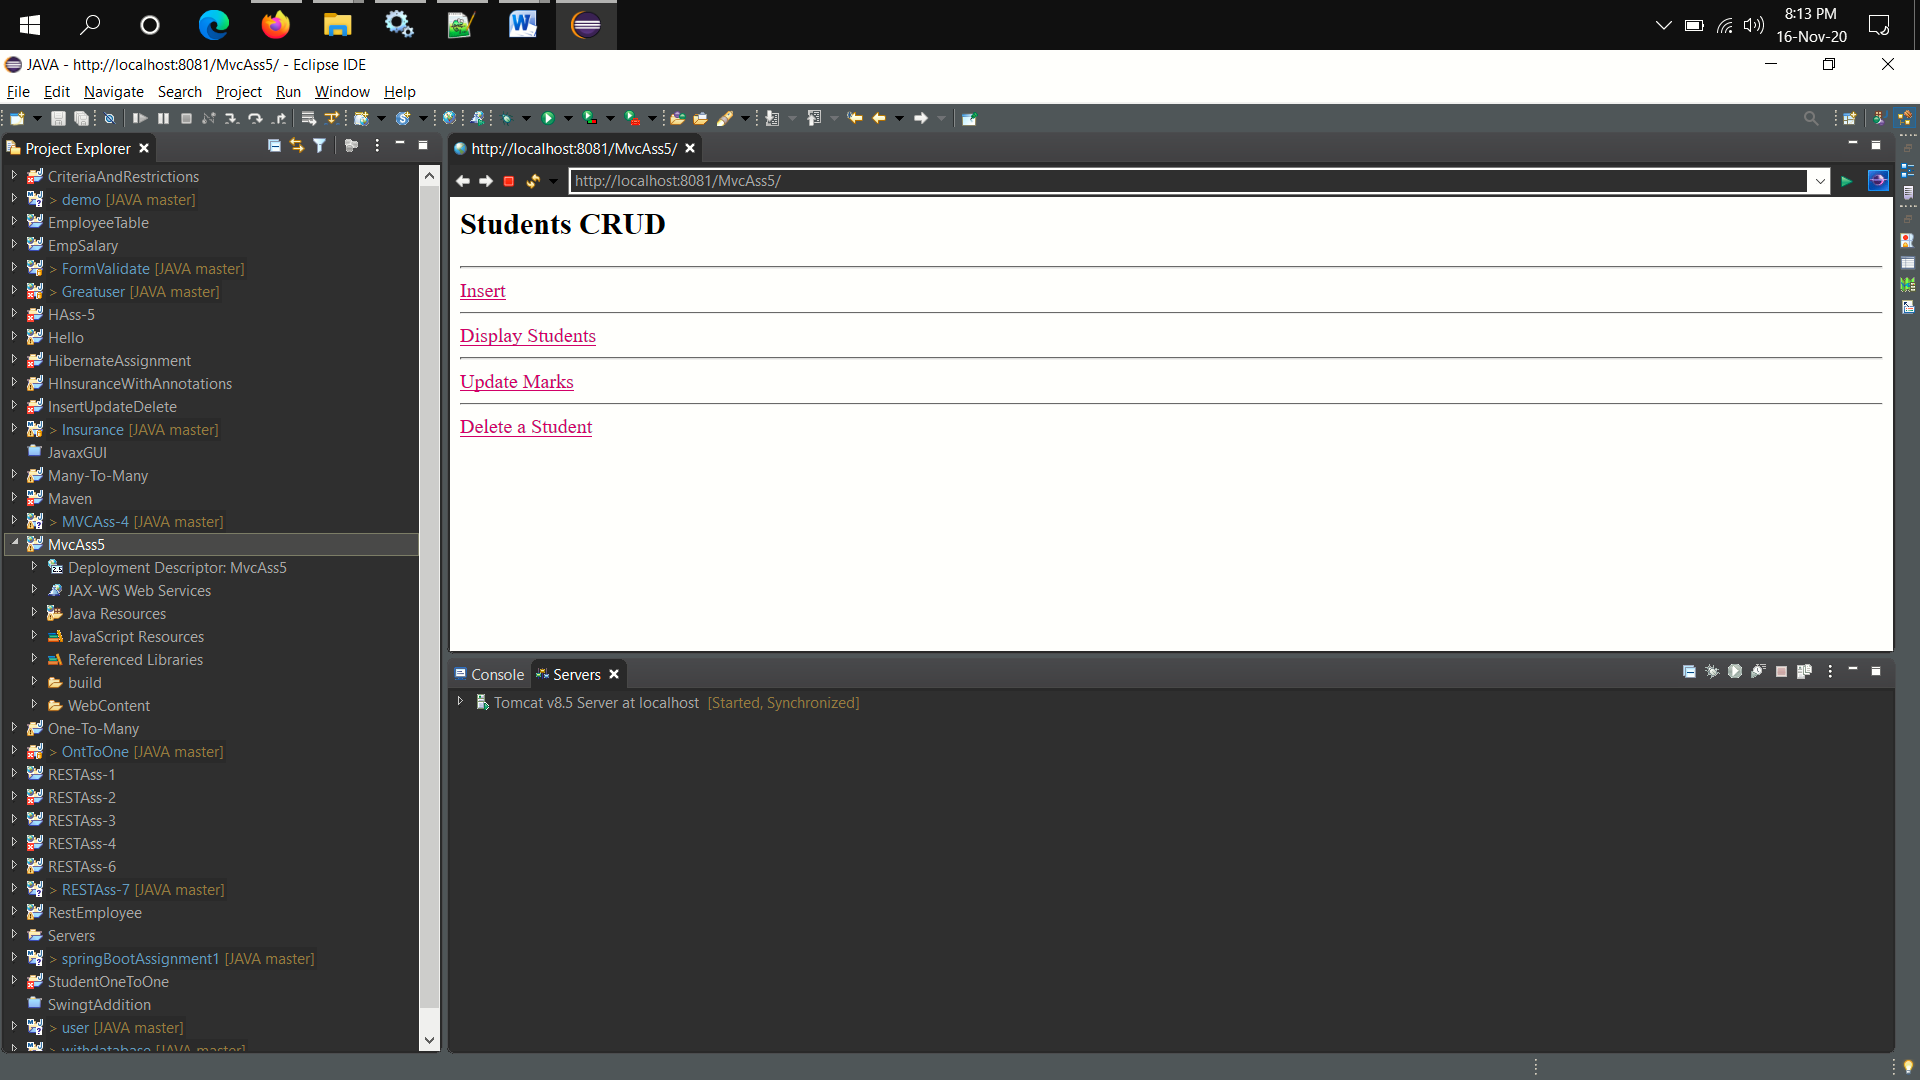 8:13 PM
16-Nov-20
JAVA - http://localhost:8081/MvcAss5/ - Eclipse IDE
File Edit Navigate Search Project Run Window Help
Project Explorer
CriteriaAndRestrictions
> demo [JAVA master]
EmployeeTable
EmpSalary
> FormValidate [JAVA master]
> Greatuser [JAVA master]
HAss-5
Hello
HibernateAssignment
HInsuranceWithAnnotations
InsertUpdateDelete
> Insurance [JAVA master]
JavaxGUI
Many-To-Many
Maven
> MVCAss-4 [JAVA master]
MvcAss5
Deployment Descriptor: MvcAss5
JAX-WS Web Services
Java Resources
JavaScript Resources
Referenced Libraries
build
WebContent
One-To-Many
> OntToOne [JAVA master]
RESTAss-1
RESTAss-2
RESTAss-3
RESTAss-4
RESTAss-6
> RESTAss-7 [JAVA master]
RestEmployee
Servers
> springBootAssignment1 [JAVA master]
StudentOneToOne
SwingtAddition
> user [JAVA master]
> withdatabase [JAVA master]
http://localhost:8081/MvcAss5/
http://localhost:8081/MvcAss5/
Students CRUD
Insert
Display Students
Update Marks
Delete a Student
Console Servers
Tomcat v8.5 Server at localhost [Started, Synchronized]